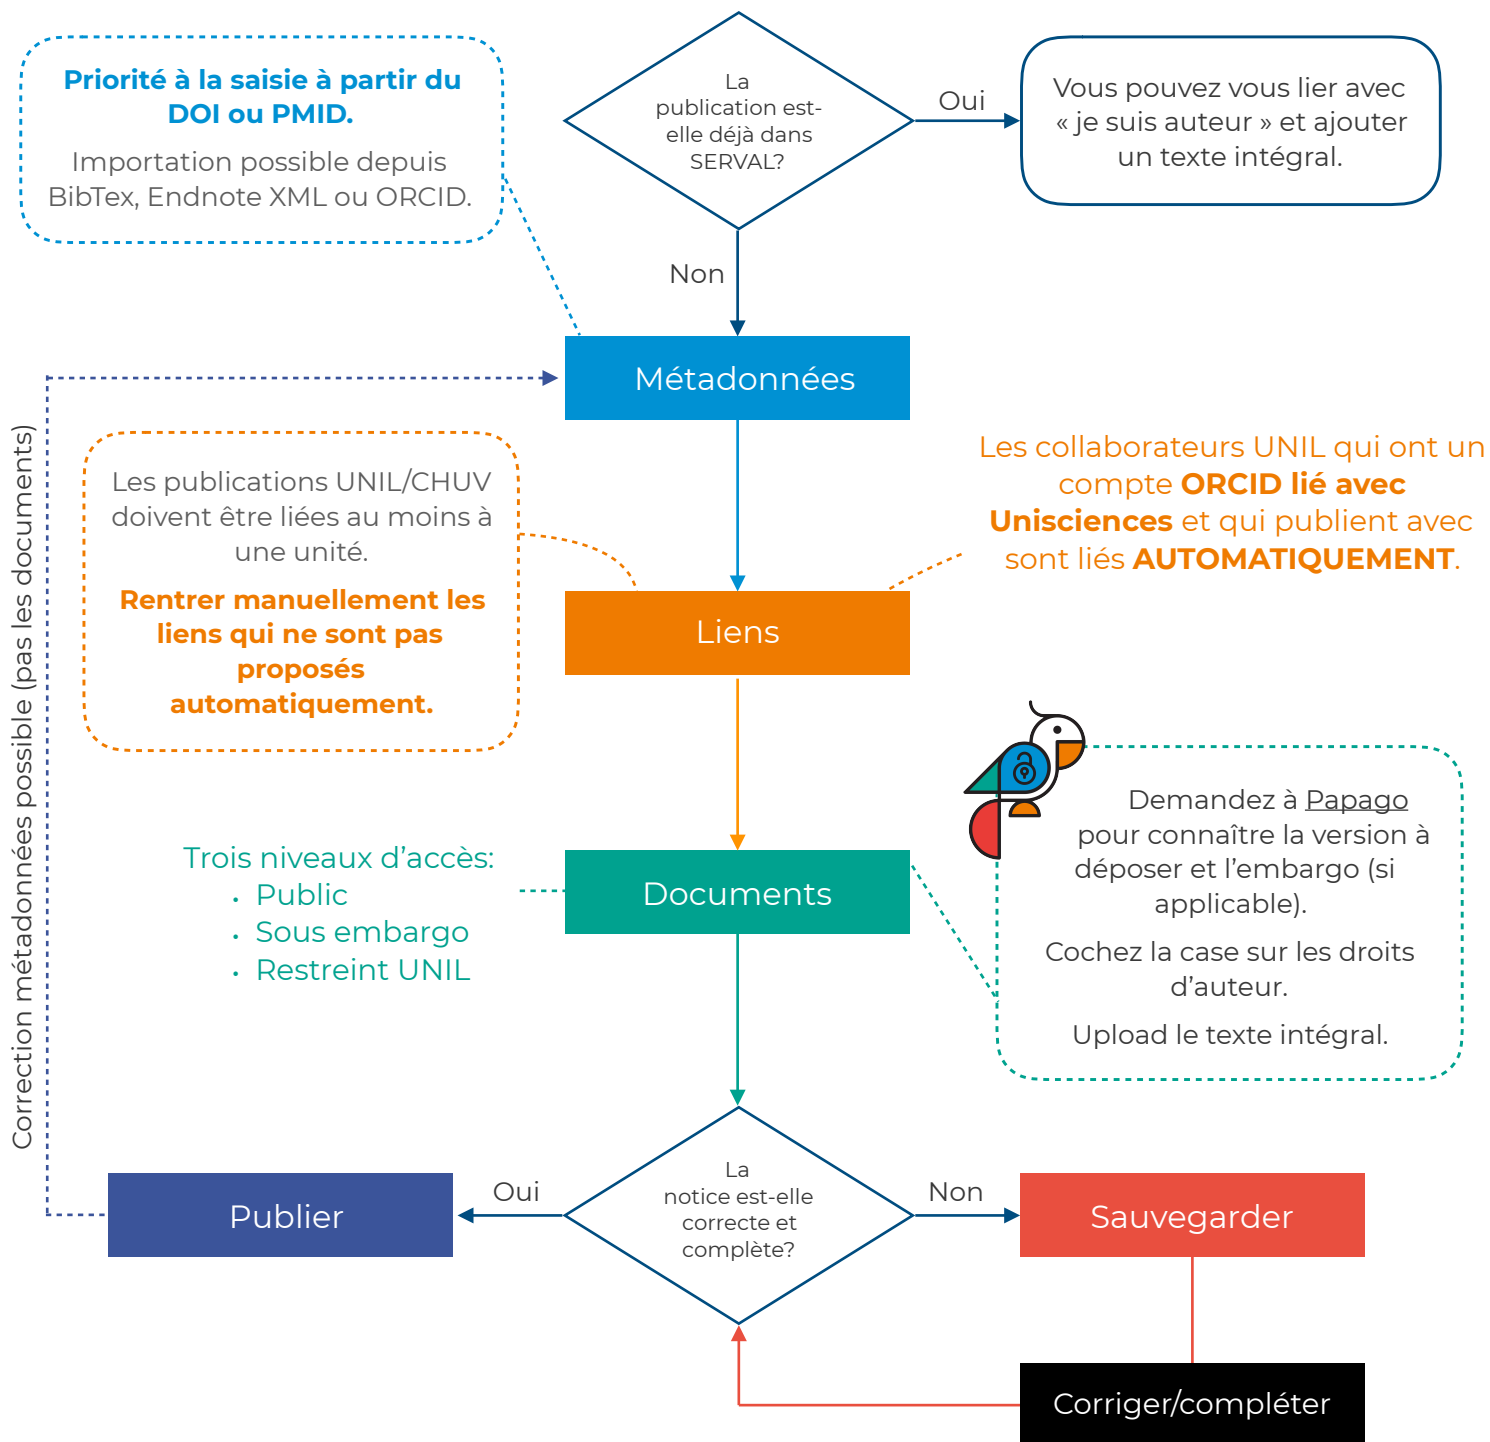 Priorité à la saisie à partir du
DOI ou PMID.
Importation possible depuis
BibTex, Endnote XML ou ORCID.
La
publication est-
elle déjà dans
SERVAL?
Oui
Vous pouvez vous lier avec
« je suis auteur » et ajouter
un texte intégral.
Non
Métadonnées
Correction métadonnées possible (pas les documents)
Les publications UNIL/CHUV
doivent être liées au moins à
une unité.
Rentrer manuellement les
liens qui ne sont pas
proposés
automatiquement.
Les collaborateurs UNIL qui ont un
compte ORCID lié avec
Unisciences et qui publient avec
sont liés AUTOMATIQUEMENT.
Liens
Trois niveaux d’accès:
• Public
• Sous embargo
• Restreint UNIL
Documents
Demandez à Papago
pour connaître la version à
déposer et l’embargo (si
applicable).
Cochez la case sur les droits
d’auteur.
Upload le texte intégral.
La
notice est-elle
correcte et
complète?
Oui
Publier
Non
Sauvegarder
Corriger/compléter